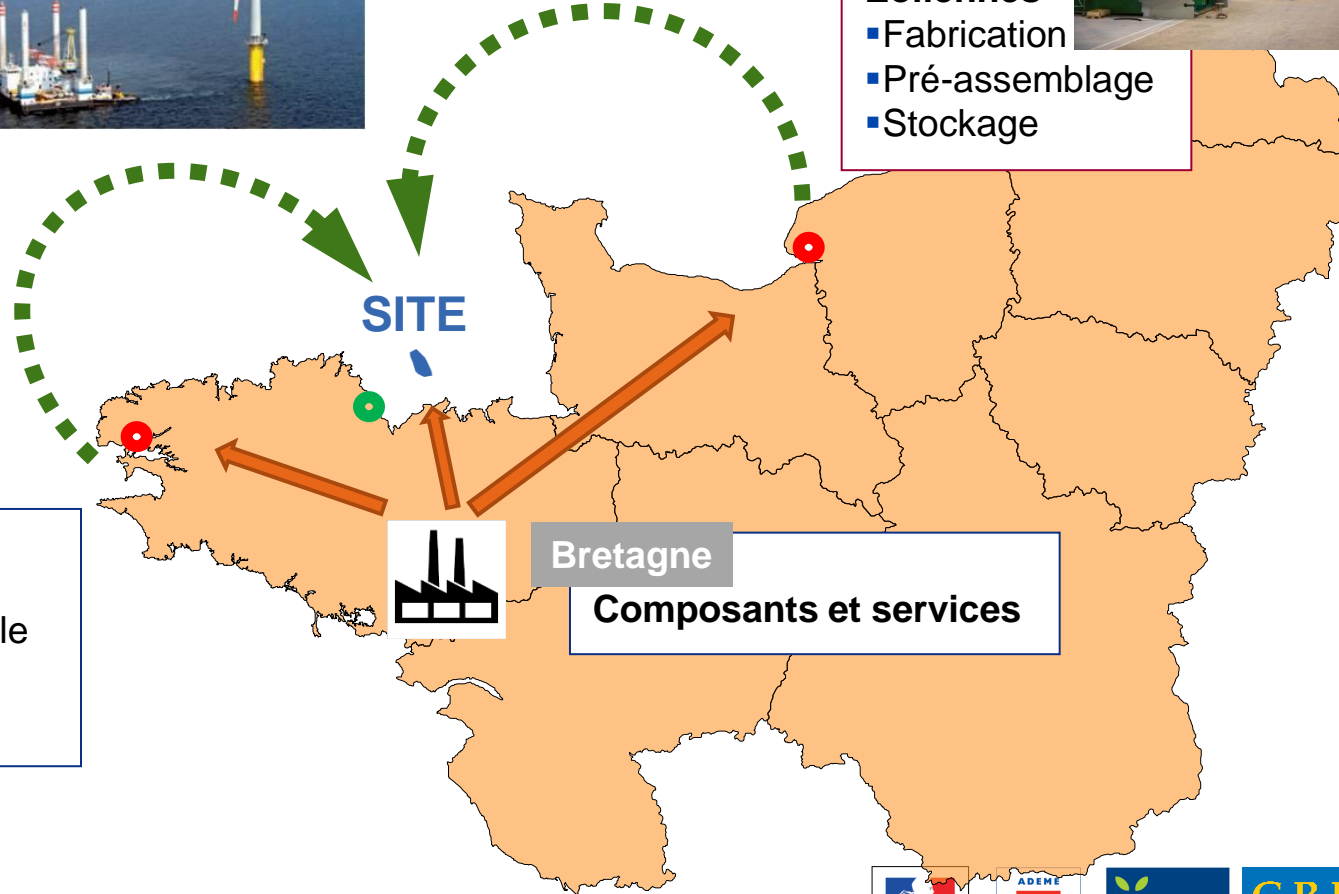 Fabrication
Pré-assemblage
Stockage
SITE
Bretagne
Composants et services
le
ADEME